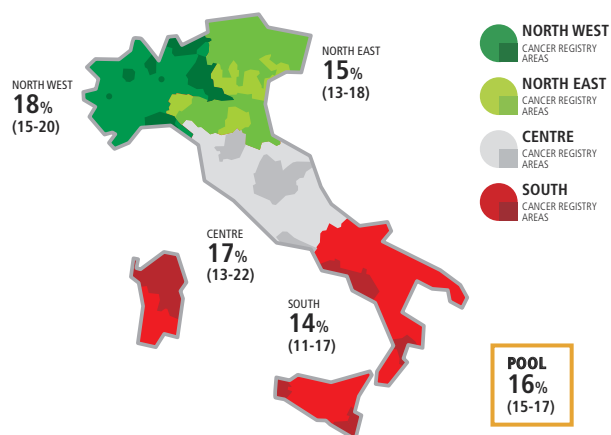 NORTH WEST
18%
(15-20)
NORTH EAST
15%
(13-18)
CENTRE
17%
(13-22)
SOUTH
14%
(11-17)
NORTH WEST
CANCER REGISTRY
AREAS
NORTH EAST
CANCER REGISTRY
AREAS
CENTRE
CANCER REGISTRY
AREAS
SOUTH
CANCER REGISTRY
AREAS
POOL
16%
(15-17)